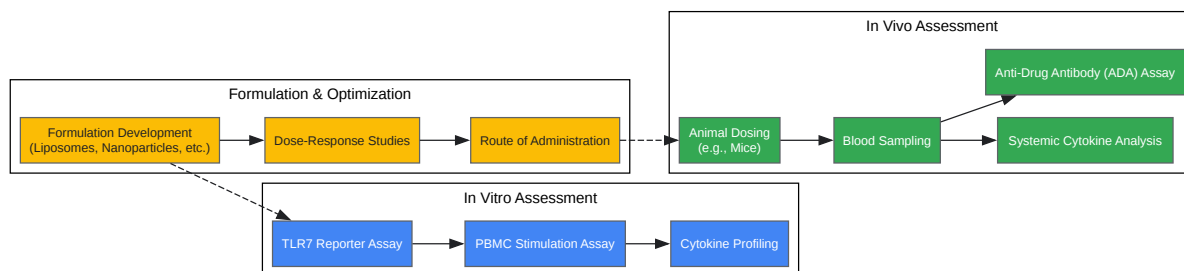 In Vivo Assessment
Anti-Drug Antibody (ADA) Assay
Formulation & Optimization
Formulation Development
(Liposomes, Nanoparticles, etc.)
Dose-Response Studies
Route of Administration
Animal Dosing
(e.g., Mice)
Blood Sampling
Systemic Cytokine Analysis
In Vitro Assessment
TLR7 Reporter Assay
PBMC Stimulation Assay
Cytokine Profiling